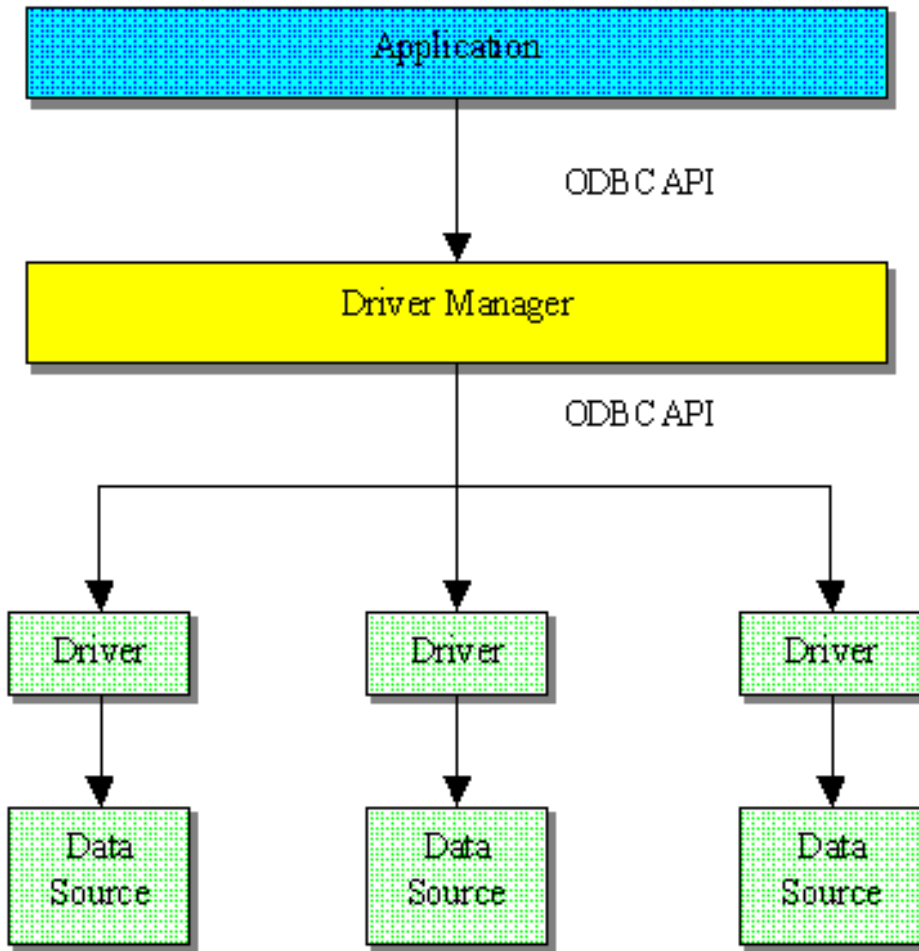 Application
ODBC API
Driver Manager
ODBC API
Driver
Driver
Driver
Data
Source
Data
Source
Data
Source